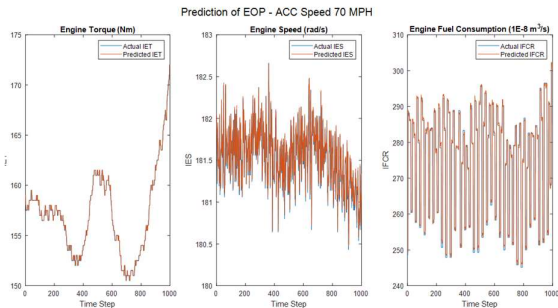 Prediction of EOP - ACC Speed 70 MPH
Engine Torque (Nm)
Actual IET
Predicted IET
175
170
165
160
155
150
0 200 400 600 800 1000
Time Step
Engine Speed (rad/s)
Actual IES
Predicted IES
IES
183
182.5
182
181.5
181
180.5
180
0 200 400 600 800 1000
Time Step
Engine Fuel Consumption (1E-8 m³/s)
Actual IFCR
Predicted IFCR
IFCR
310
300
290
280
270
260
250
240
0 200 400 600 800 1000
Time Step